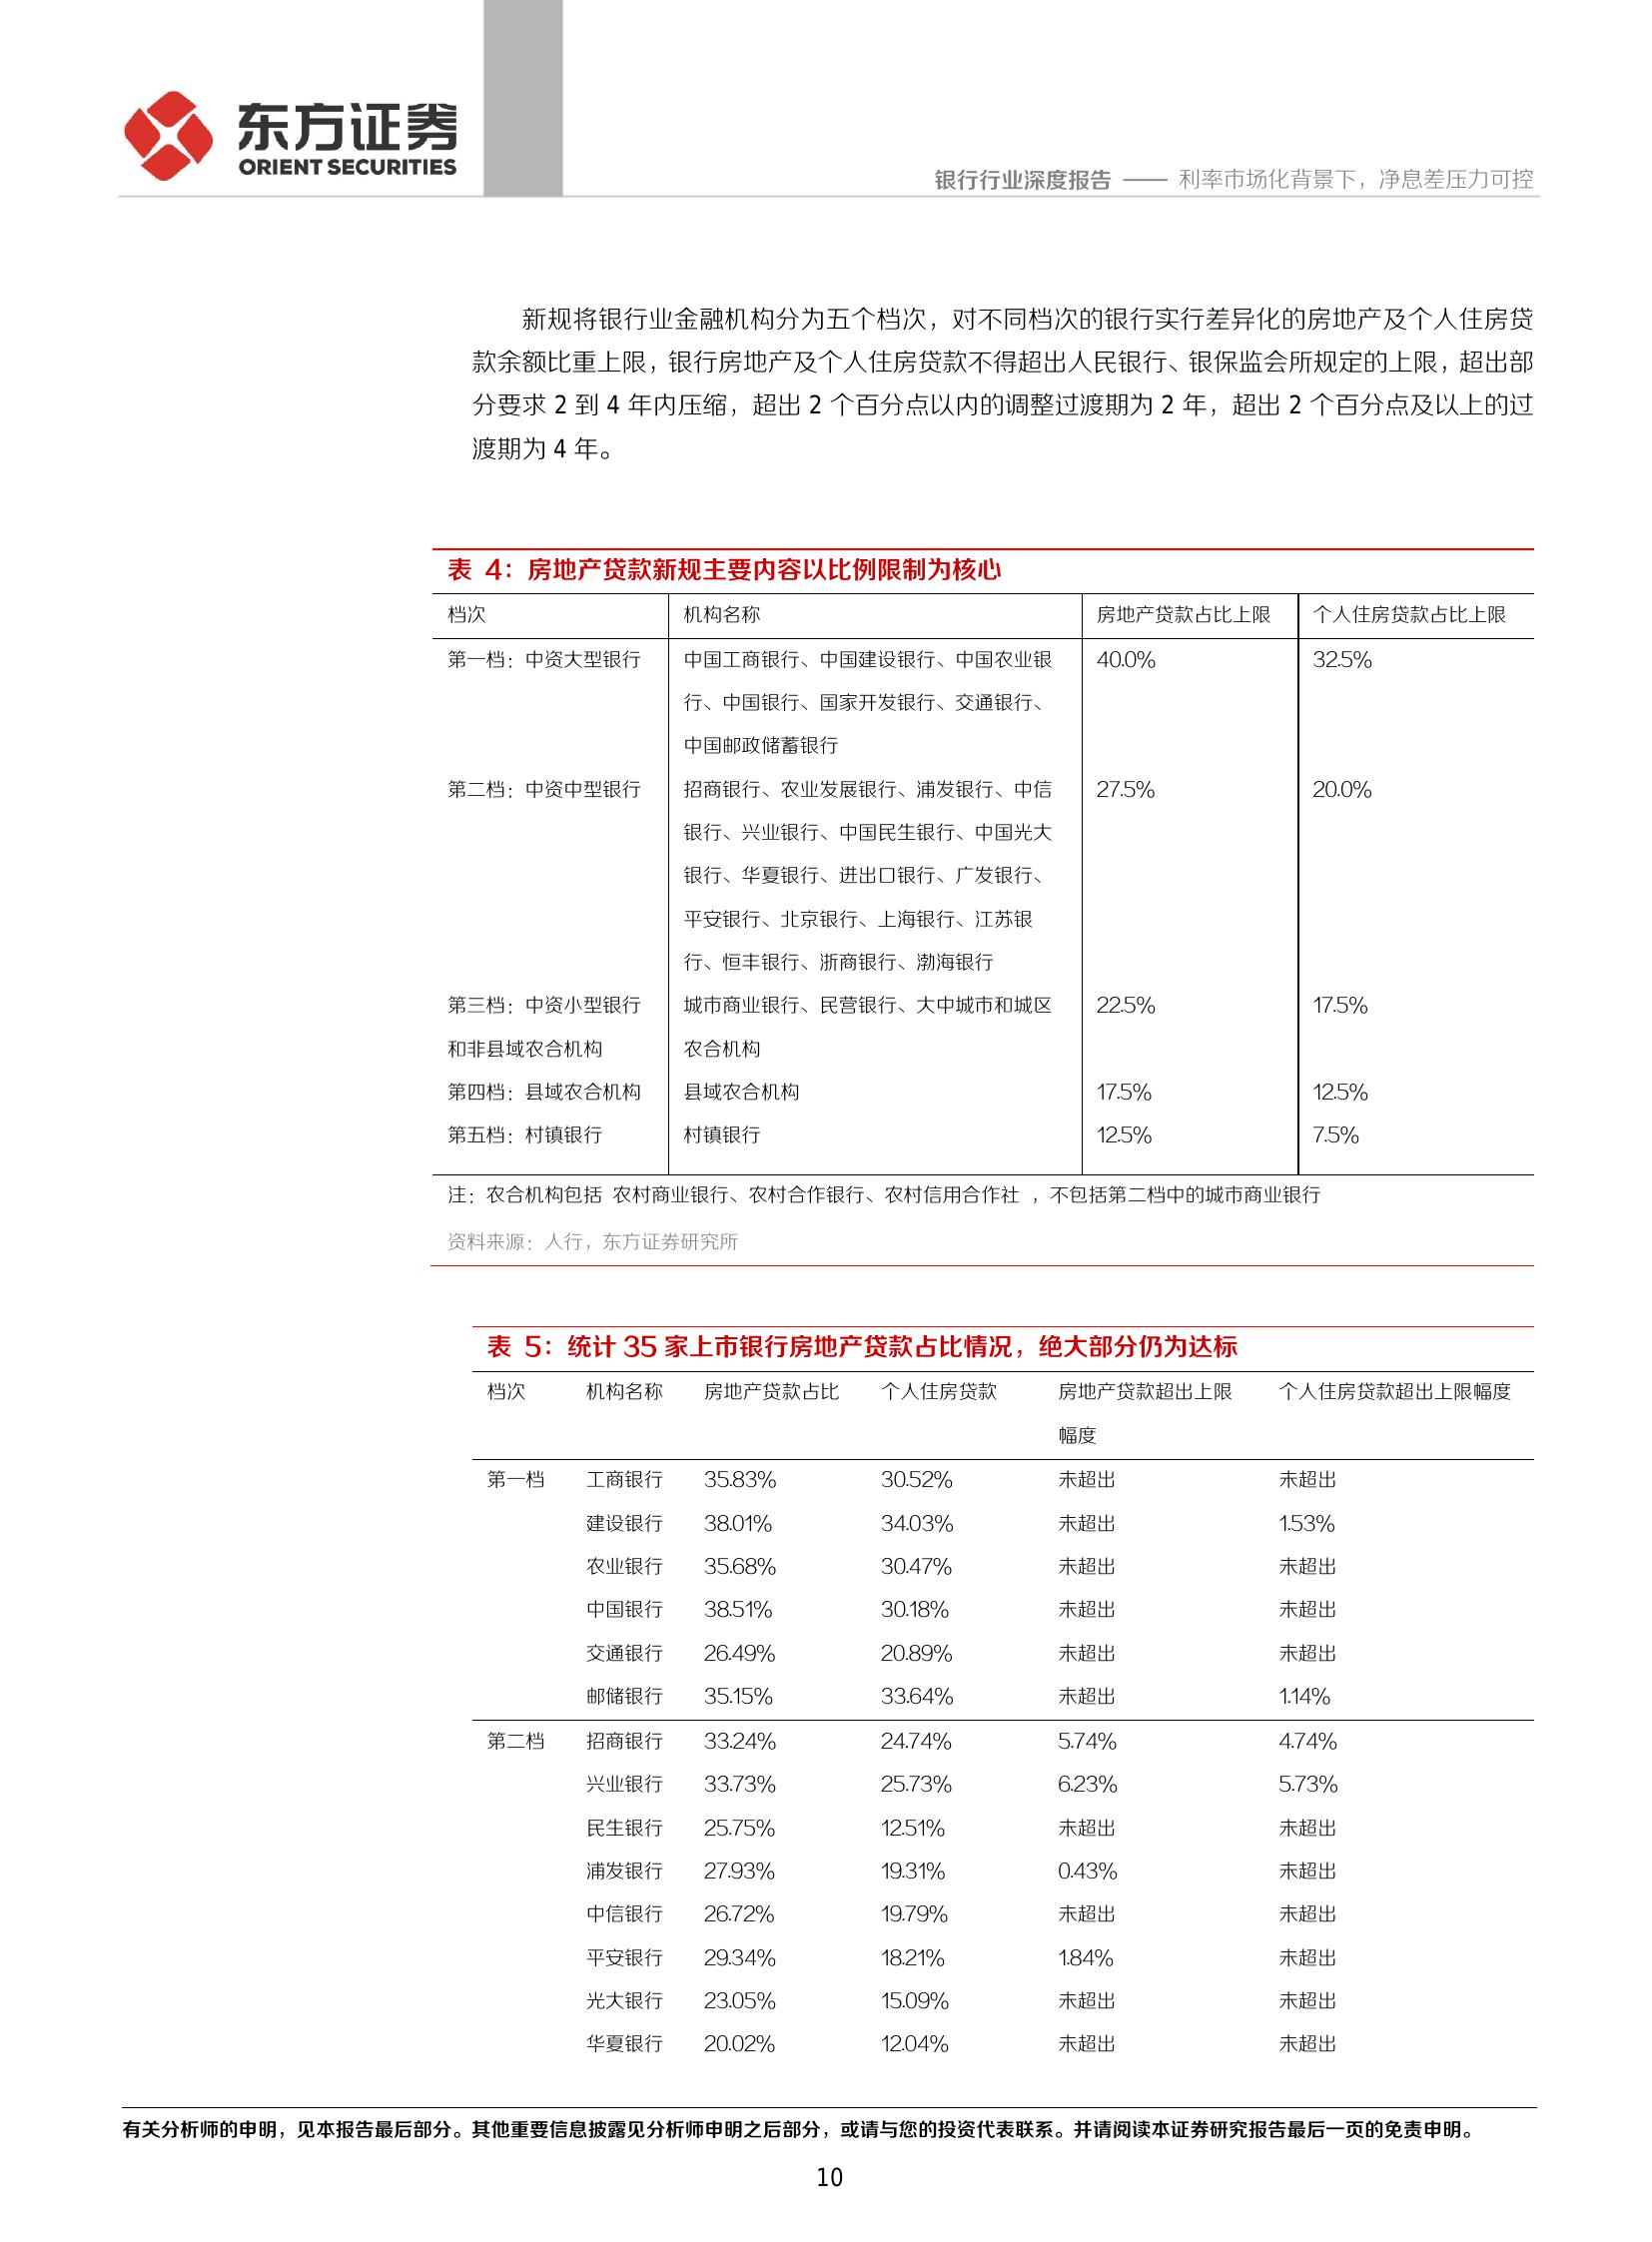 东方证券
ORIENT SECURITIES
银行行业深度报告 —— 利率市场化背景下，净息差压力可控
新规将银行业金融机构分为五个档次，对不同档次的银行实行差异化的房地产及个人住房贷
款余额比重上限，银行房地产及个人住房贷款不得超出人民银行、银保监会所规定的上限，超出部
分要求 2 到 4 年内压缩，超出 2 个百分点以内的调整过渡期为 2 年，超出 2 个百分点及以上的过
渡期为 4 年。
表 4：房地产贷款新规主要内容以比例限制为核心
档次 机构名称 房地产贷款占比上限 个人住房贷款占比上限
第一档：中资大型银行 中国工商银行、中国建设银行、中国农业银 40.0% 32.5%
行、中国银行、国家开发银行、交通银行、
中国邮政储蓄银行
第二档：中资中型银行 招商银行、农业发展银行、浦发银行、中信 27.5% 20.0%
银行、兴业银行、中国民生银行、中国光大
银行、华夏银行、进出口银行、广发银行、
平安银行、北京银行、上海银行、江苏银
行、恒丰银行、浙商银行、渤海银行
第三档：中资小型银行 城市商业银行、民营银行、大中城市和城区 22.5% 17.5%
和非县域农合机构 农合机构
第四档：县域农合机构 县域农合机构 17.5% 12.5%
第五档：村镇银行 村镇银行 12.5% 7.5%
注：农合机构包括 农村商业银行、农村合作银行、农村信用合作社 ，不包括第二档中的城市商业银行
资料来源：人行，东方证券研究所
表 5：统计 35 家上市银行房地产贷款占比情况，绝大部分仍为达标
档次 机构名称 房地产贷款占比 个人住房贷款 房地产贷款超出上限 个人住房贷款超出上限幅度
幅度
第一档 工商银行 35.83% 30.52% 未超出 未超出
建设银行 38.01% 34.03% 未超出 1.53%
农业银行 35.68% 30.47% 未超出 未超出
中国银行 38.51% 30.18% 未超出 未超出
交通银行 26.49% 20.89% 未超出 未超出
邮储银行 35.15% 33.64% 未超出 1.14%
第二档 招商银行 33.24% 24.74% 5.74% 4.74%
兴业银行 33.73% 25.73% 6.23% 5.73%
民生银行 25.75% 12.51% 未超出 未超出
浦发银行 27.93% 19.31% 0.43% 未超出
中信银行 26.72% 19.79% 未超出 未超出
平安银行 29.34% 18.21% 1.84% 未超出
光大银行 23.05% 15.09% 未超出 未超出
华夏银行 20.02% 12.04% 未超出 未超出
有关分析师的申明，见本报告最后部分。其他重要信息披露见分析师申明之后部分，或请与您的投资代表联系。并请阅读本证券研究报告最后一页的免责申明。
10